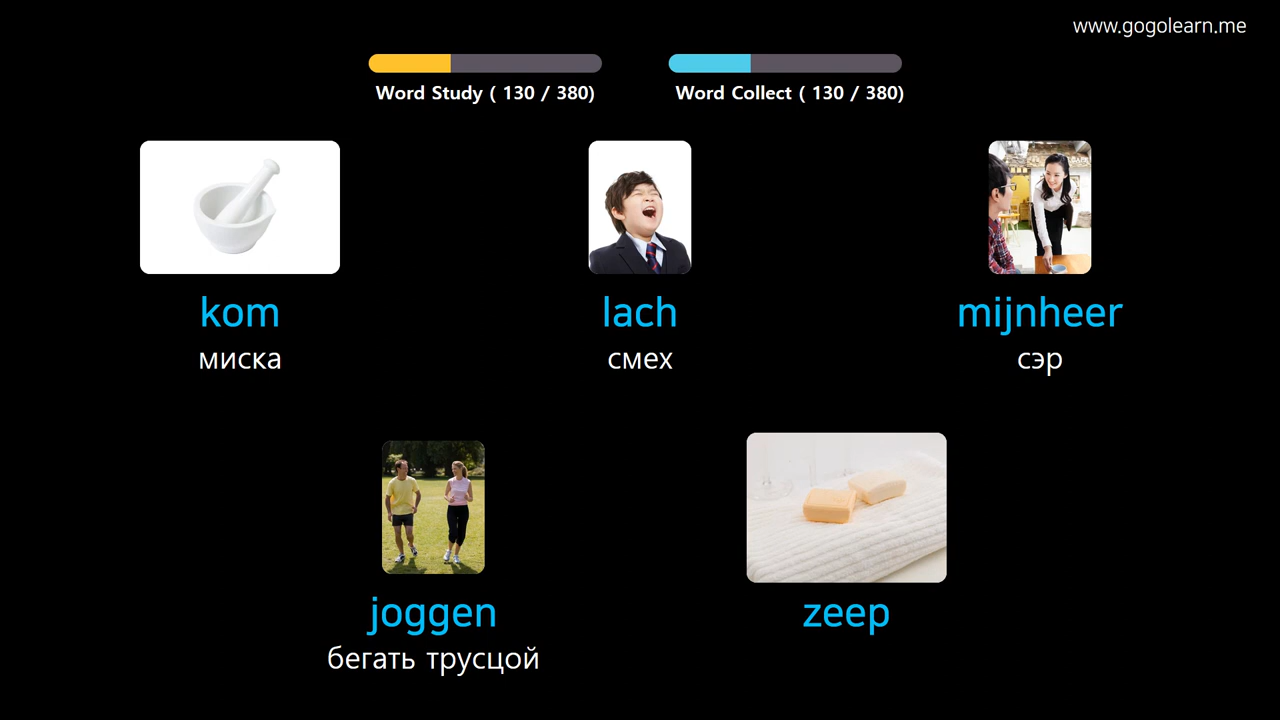 www.gogolearn.me
Word Study ( 130 / 380)
Word Collect ( 130 / 380)
kom
миска
lach
смех
mijnheer
сэр
joggen
бегать трусцой
zeep